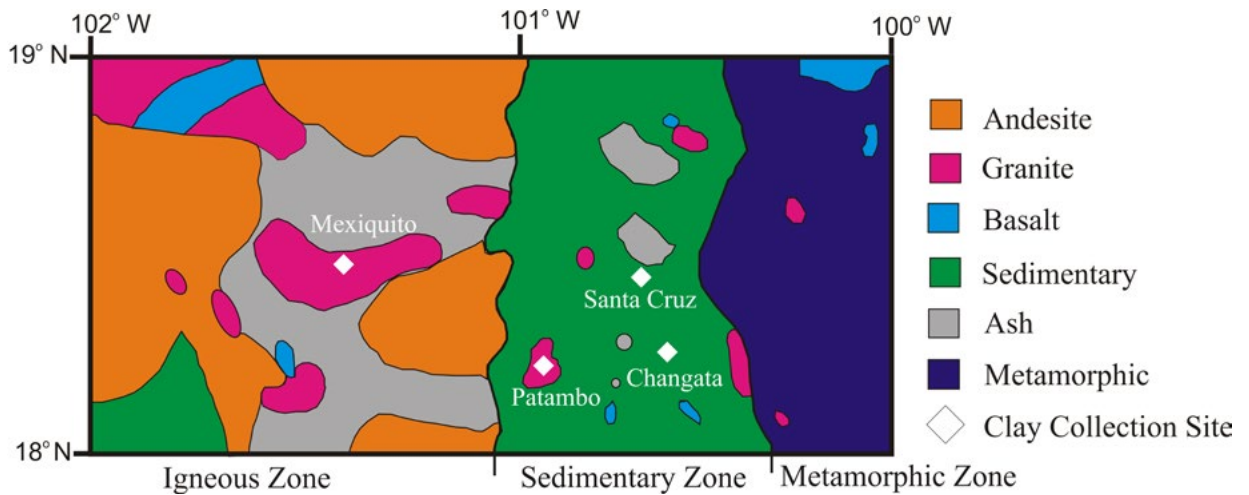 102° W
101° W
100° W
19° N
Andesite
Granite
Basalt
Mexiquito
Sedimentary
Santa Cruz
Ash
Changata
Patambo
Metamorphic
Clay Collection Site
18° N
Igneous Zone
Sedimentary Zone
Metamorphic Zone